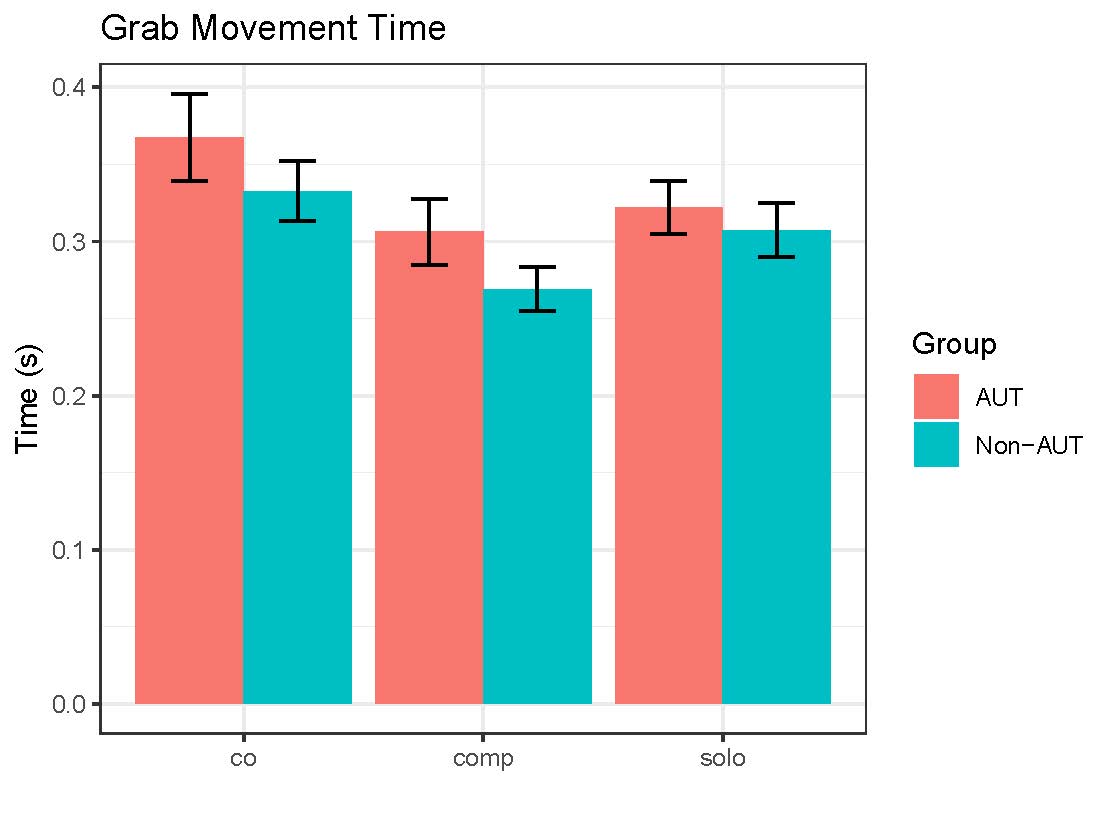 Grab Movement Time
0.4
0.3
0.2
0.1
0.0
Time (s)
co comp solo
Group
AUT
Non-AUT